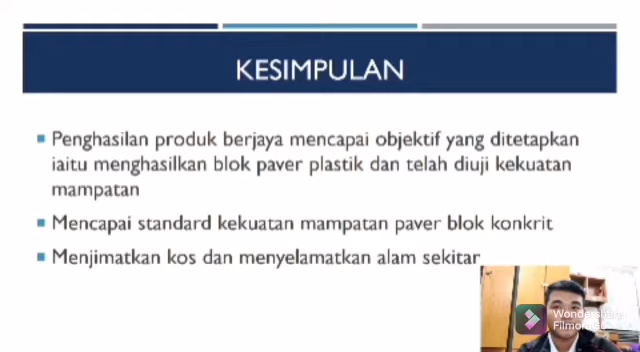 KESIMPULAN
Penghasilan produk berjaya mencapai objektif yang ditetapkan
iaitu menghasilkan blok paver plastik dan telah diuji kekuatan
mampatan
Mencapai standard kekuatan mampatan paver blok konkrit
Menjimatkan kos dan menyelamatkan alam sekitar
Wondershare